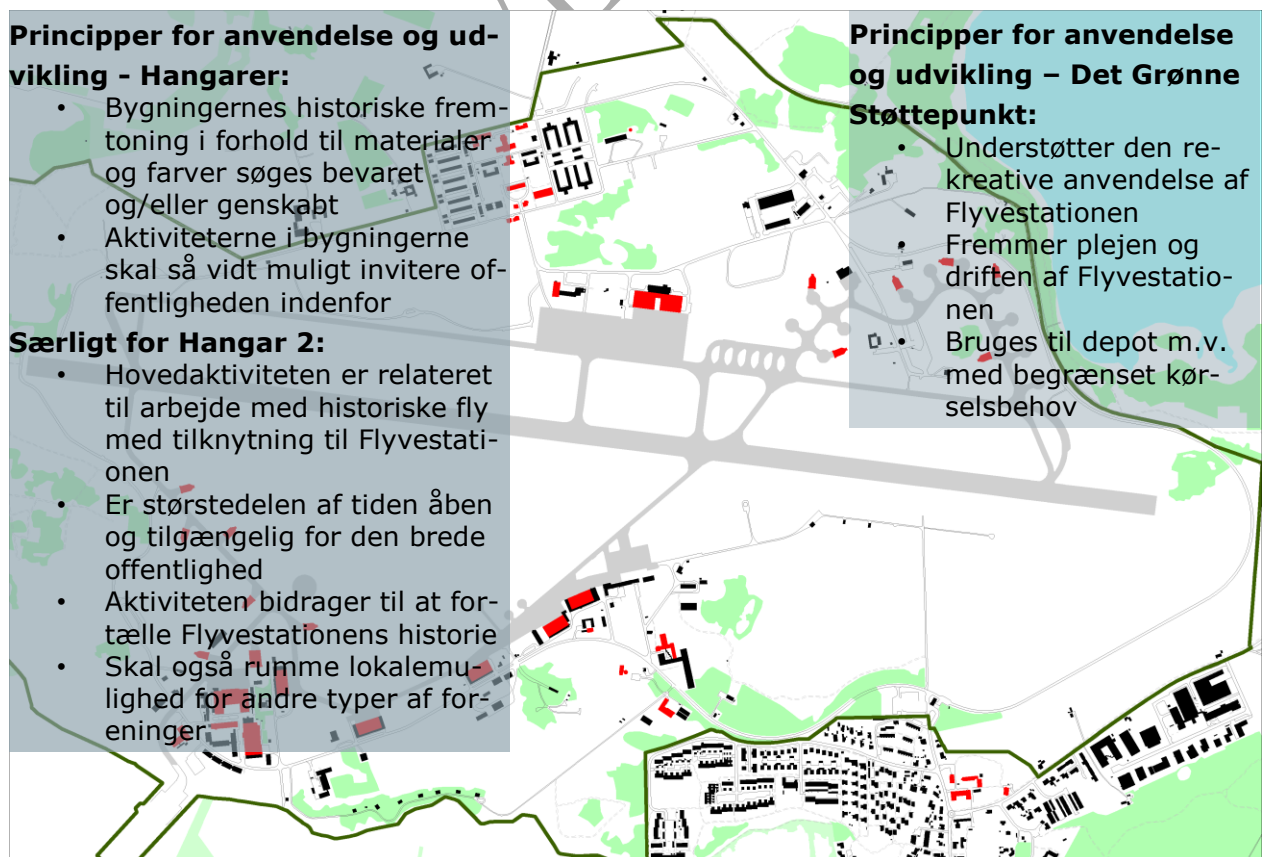 Principper for anvendelse og ud-
vikling - Hangarer:
• Bygningernes historiske frem-
toning i forhold til materialer
og farver søges bevaret
og/eller genskabt
• Aktiviteterne i bygningerne
skal så vidt muligt invitere of-
fentligheden indenfor
Særligt for Hangar 2:
• Hovedaktiviteten er relateret
til arbejde med historiske fly
med tilknytning til Flyvestati-
onen
• Er størstedelen af tiden åben
og tilgængelig for den brede
offentlighed
• Aktiviteten bidrager til at for-
tælle Flyvestationens historie
• Skal også rumme lokalemu-
lighed for andre typer af for-
eninger
Principper for anvendelse
og udvikling – Det Grønne
Støttepunkt:
• Understøtter den re-
kreative anvendelse af
Flyvestationen
• Fremmer plejen og
driften af Flyvestatio-
nen
• Bruges til depot m.v.
med begrænset kør-
selsbehov